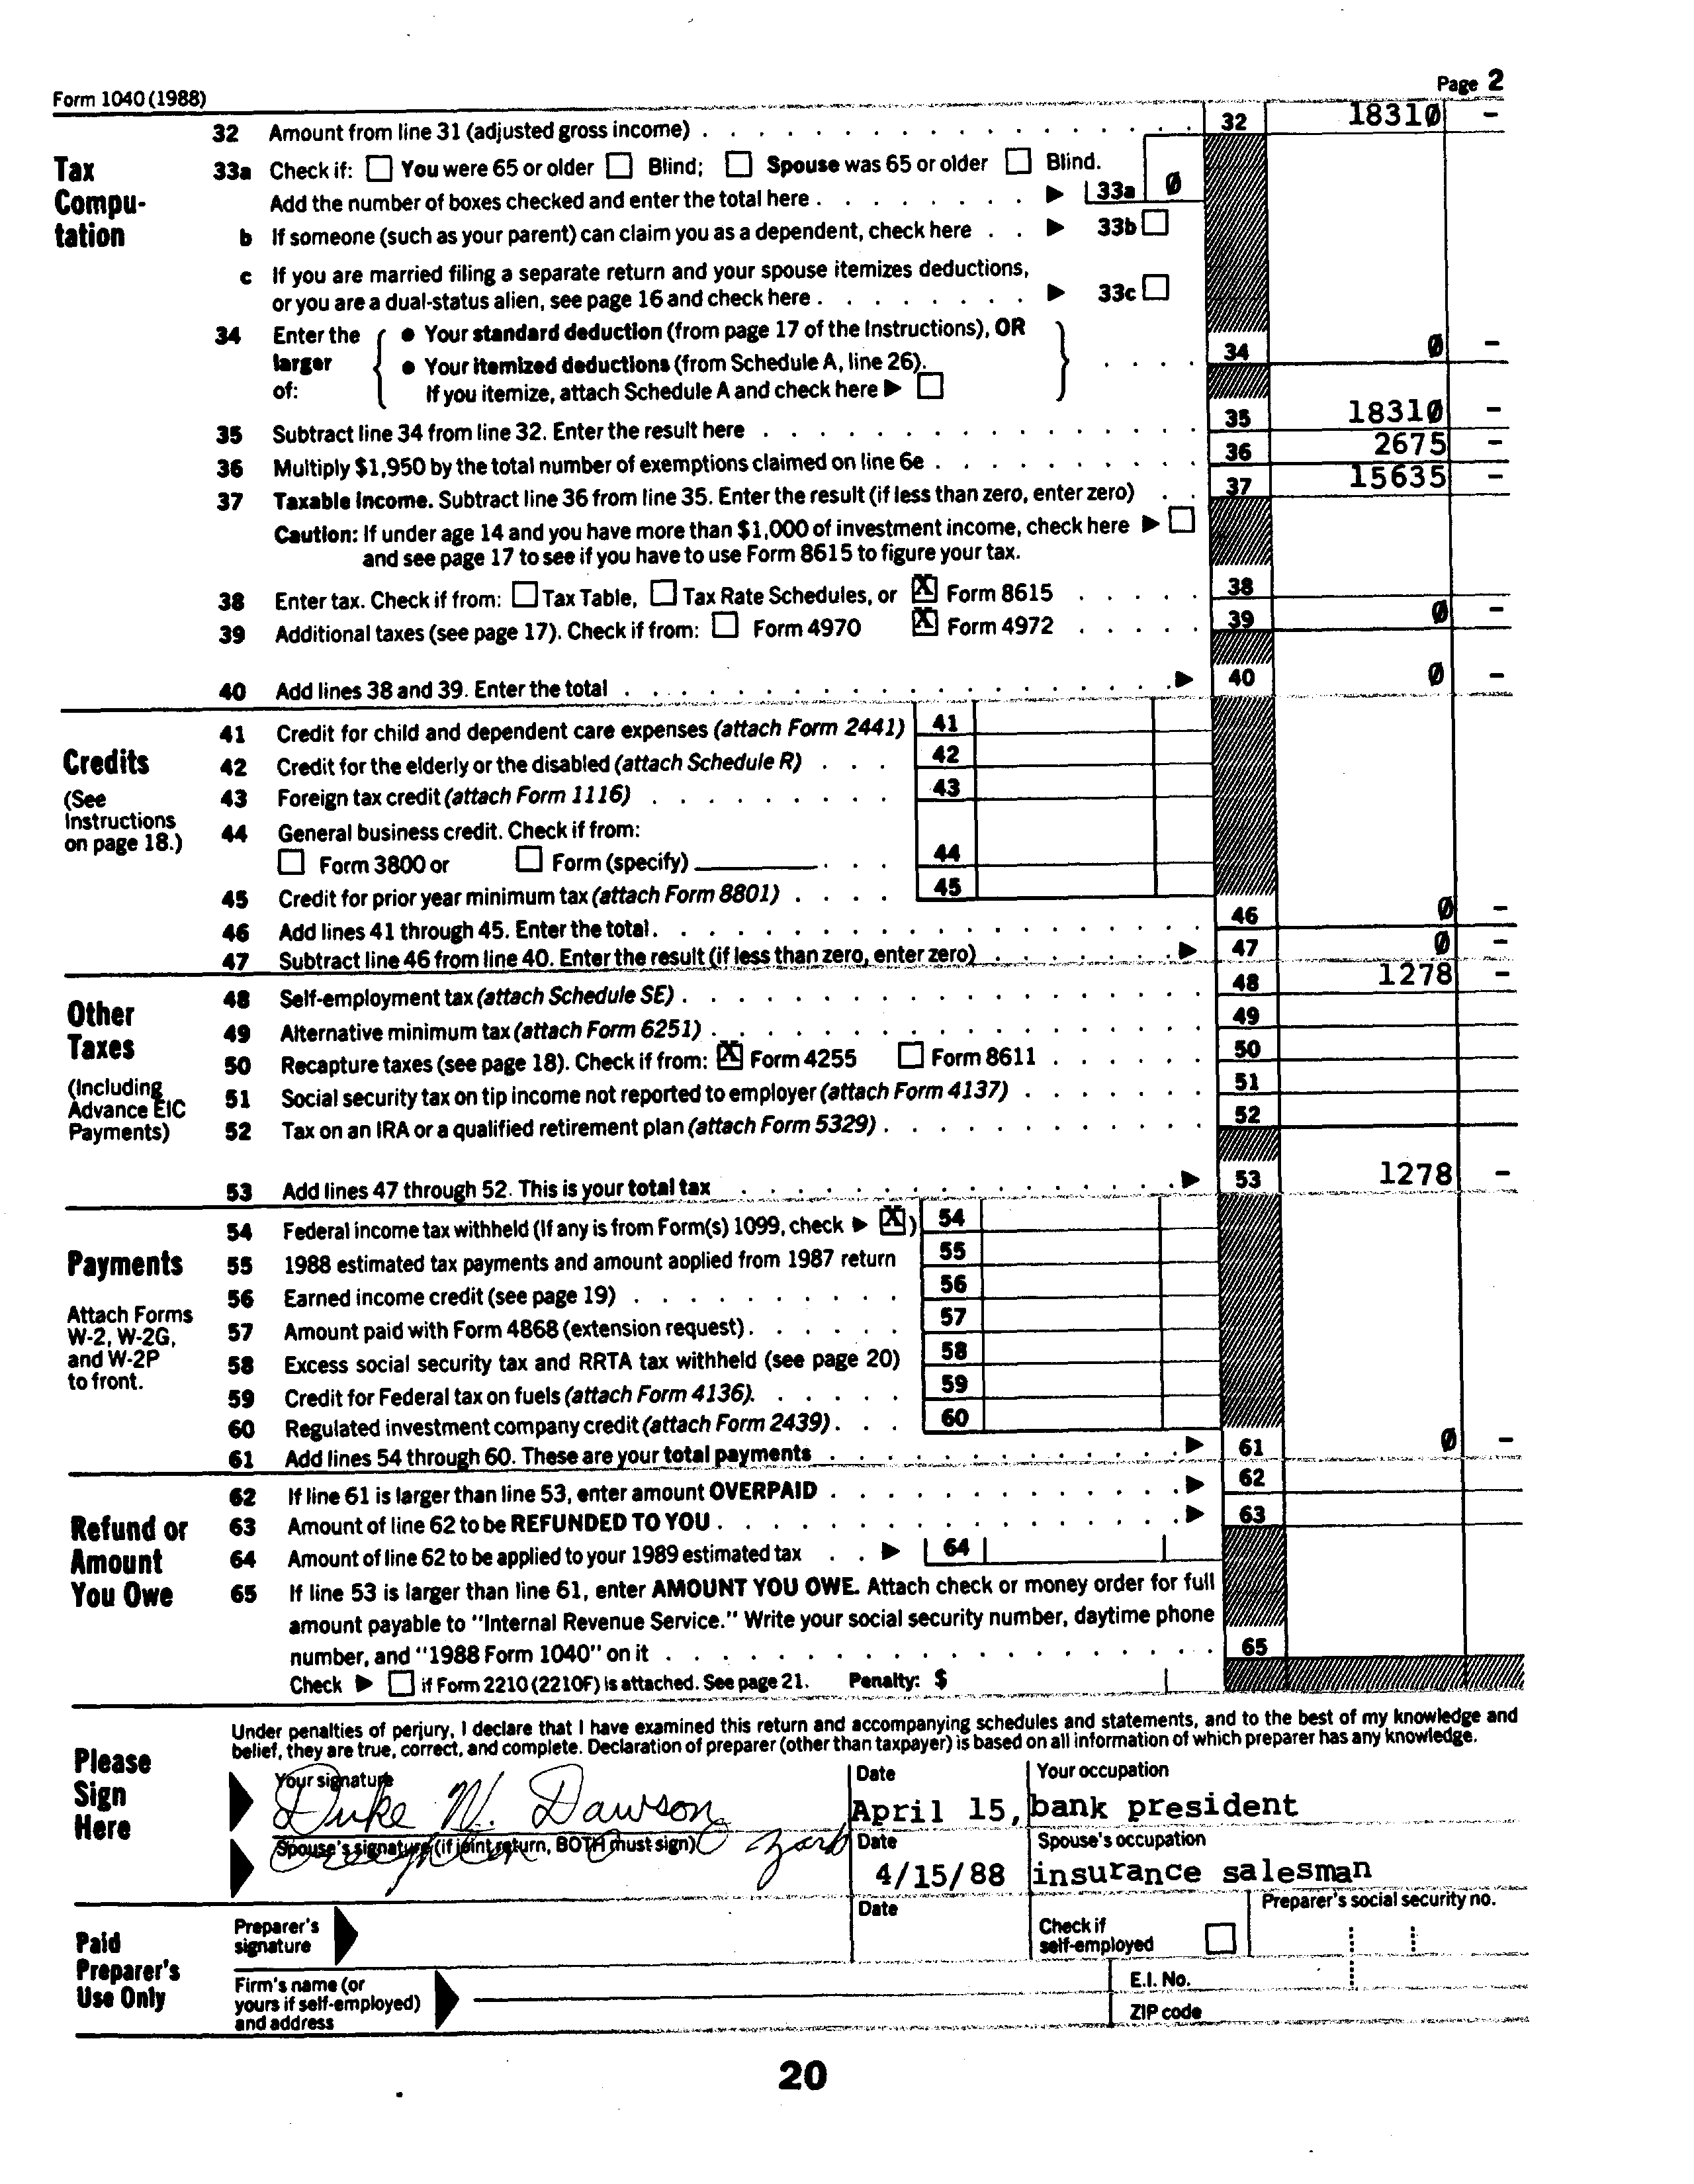 Form 1040 (1988) Page 2
32 Amount from line 31 (adjusted gross income) . . . . 32 18310 –
Tax Compu-tation
33a Check if: ☐ You were 65 or older ☐ Blind; ☐ Spouse was 65 or older ☐ Blind.
Add the number of boxes checked and enter the total here . . . . ▶ 33a 0
b If someone (such as your parent) can claim you as a dependent, check here . . ▶ 33b ☐
c If you are married filing a separate return and your spouse itemizes deductions,
or you are a dual-status alien, see page 16 and check here . . . . ▶ 33c ☐
34 Enter the larger of:
● Your standard deduction (from page 17 of the Instructions), OR
● Your itemized deductions (from Schedule A, line 26).
If you itemize, attach Schedule A and check here ▶ ☐
34 0 –
35 Subtract line 34 from line 32. Enter the result here . . . . 35 18310 –
36 Multiply $1,950 by the total number of exemptions claimed on line 6e . . . . 36 2675 –
37 Taxable income. Subtract line 36 from line 35. Enter the result (if less than zero, enter zero) . . 37 15635 –
Caution: If under age 14 and you have more than $1,000 of investment income, check here ▶ ☐
and see page 17 to see if you have to use Form 8615 to figure your tax.
38 Enter tax. Check if from: ☐ Tax Table, ☐ Tax Rate Schedules, or ☒ Form 8615 . . . . 38
39 Additional taxes (see page 17). Check if from: ☐ Form 4970 ☒ Form 4972 . . . . 39 0 –
40 Add lines 38 and 39. Enter the total . . . . ▶ 40 0 –
Credits
(See Instructions on page 18.)
41 Credit for child and dependent care expenses (attach Form 2441) 41
42 Credit for the elderly or the disabled (attach Schedule R) . . . 42
43 Foreign tax credit (attach Form 1116) . . . . 43
44 General business credit. Check if from:
☐ Form 3800 or ☐ Form (specify) . . . 44
45 Credit for prior year minimum tax (attach Form 8801) . . . . 45
46 Add lines 41 through 45. Enter the total. . . . 46 0 –
47 Subtract line 46 from line 40. Enter the result (if less than zero, enter zero) . . . . ▶ 47 0 –
Other Taxes
(Including Advance EIC Payments)
48 Self-employment tax (attach Schedule SE) . . . . 48 1278 –
49 Alternative minimum tax (attach Form 6251) . . . . 49
50 Recapture taxes (see page 18). Check if from: ☒ Form 4255 ☐ Form 8611 . . . . 50
51 Social security tax on tip income not reported to employer (attach Form 4137) . . . . 51
52 Tax on an IRA or a qualified retirement plan (attach Form 5329) . . . . 52
53 Add lines 47 through 52. This is your total tax . . . . ▶ 53 1278 –
Payments
Attach Forms W-2, W-2G, and W-2P to front.
54 Federal income tax withheld (If any is from Form(s) 1099, check ▶ ☒ ) 54
55 1988 estimated tax payments and amount applied from 1987 return 55
56 Earned income credit (see page 19) . . . . 56
57 Amount paid with Form 4868 (extension request) . . . . 57
58 Excess social security tax and RRTA tax withheld (see page 20) 58
59 Credit for Federal tax on fuels (attach Form 4136). . . . 59
60 Regulated investment company credit (attach Form 2439) . . . 60
61 Add lines 54 through 60. These are your total payments . . . . ▶ 61 0 –
Refund or Amount You Owe
62 If line 61 is larger than line 53, enter amount OVERPAID . . . . ▶ 62
63 Amount of line 62 to be REFUNDED TO YOU . . . . ▶ 63
64 Amount of line 62 to be applied to your 1989 estimated tax . . ▶ 64
65 If line 53 is larger than line 61, enter AMOUNT YOU OWE. Attach check or money order for full
amount payable to "Internal Revenue Service." Write your social security number, daytime phone
number, and "1988 Form 1040" on it . . . . 65
Check ▶ ☐ if Form 2210 (2210F) is attached. See page 21. Penalty: $
Please Sign Here
Under penalties of perjury, I declare that I have examined this return and accompanying schedules and statements, and to the best of my knowledge and
belief, they are true, correct, and complete. Declaration of preparer (other than taxpayer) is based on all information of which preparer has any knowledge.
Your signature Date Your occupation
Duke N. Dawson April 15, bank president
Spouse's signature (if joint return, BOTH must sign) Date Spouse's occupation
4/15/88 insurance salesman
Paid Preparer's Use Only
Preparer's signature Date Check if self-employed ☐ Preparer's social security no.
Firm's name (or yours if self-employed) and address
E.I. No.
ZIP code
20